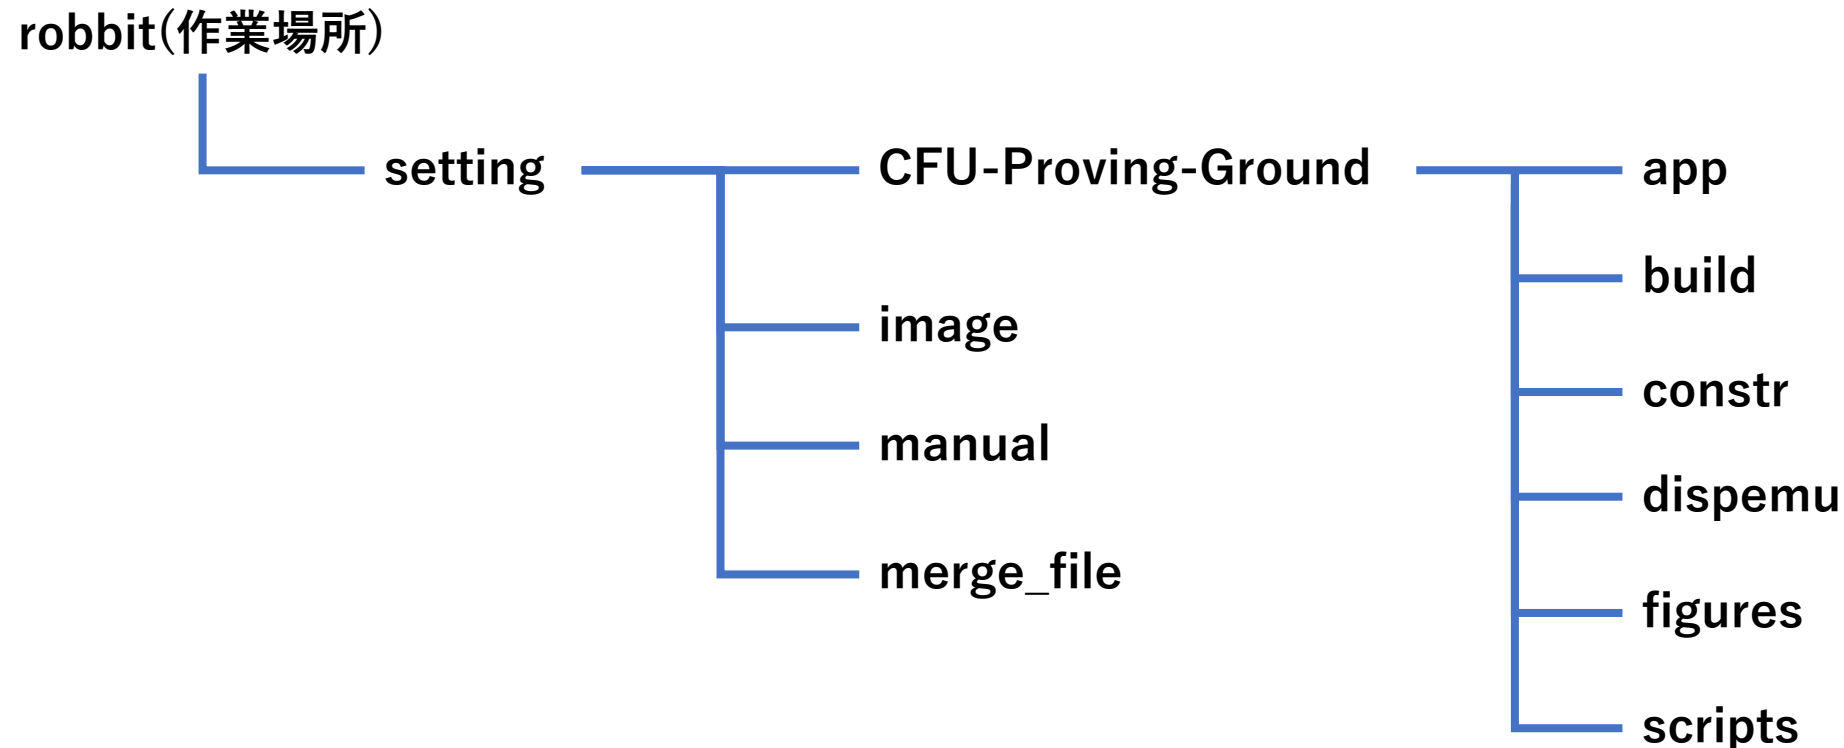 robbit(作業場所)
setting
CFU-Proving-Ground
app
build
image
constr
manual
dispemu
merge_file
figures
scripts